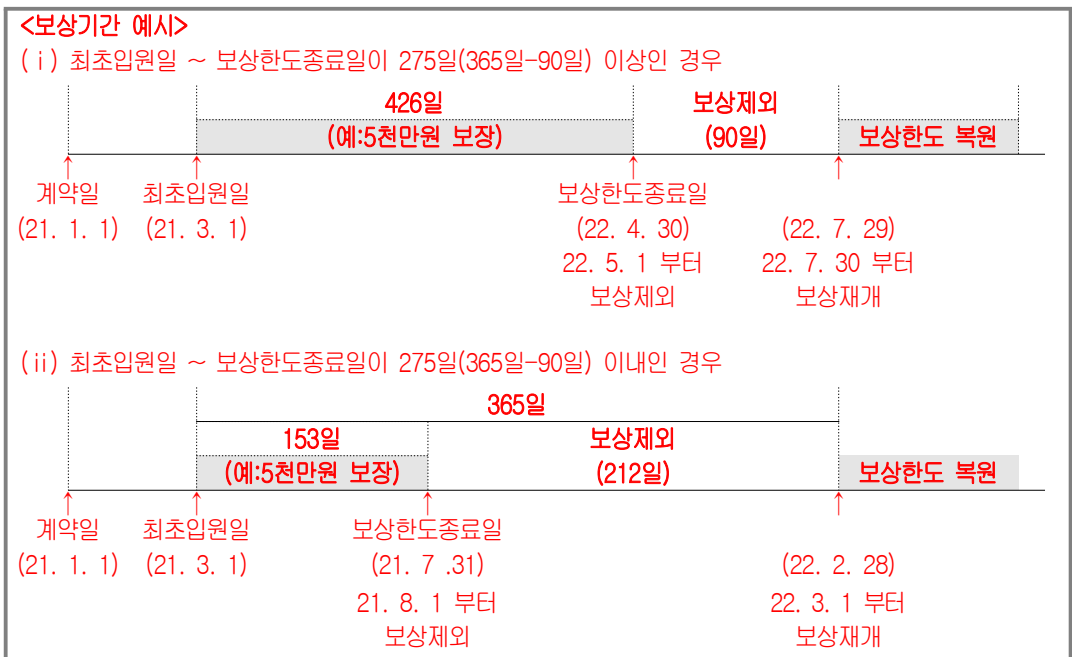 <보상기간 예시>
(ⅰ) 최초입원일 ~ 보상한도종료일이 275일(365일-90일) 이상인 경우
426일 보상제외
(예:5천만원 보장) (90일) 보상한도 복원
계약일 최초입원일 보상한도종료일
(21. 1. 1) (21. 3. 1) (22. 4. 30) (22. 7. 29)
22. 5. 1 부터 22. 7. 30 부터
보상제외 보상재개
(ⅱ) 최초입원일 ~ 보상한도종료일이 275일(365일-90일) 이내인 경우
365일
153일 보상제외
(예:5천만원 보장) (212일) 보상한도 복원
계약일 최초입원일 보상한도종료일
(21. 1. 1) (21. 3. 1) (21. 7 .31) (22. 2. 28)
21. 8. 1 부터 22. 3. 1 부터
보상제외 보상재개